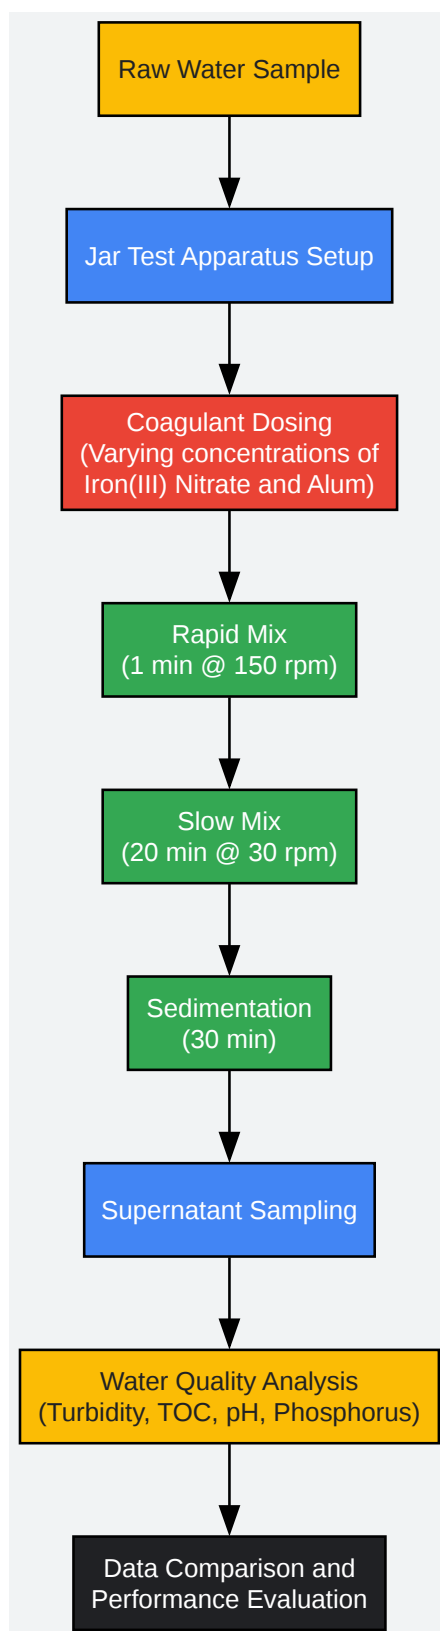 Raw Water Sample
Jar Test Apparatus Setup
Coagulant Dosing
(Varying concentrations of
Iron(III) Nitrate and Alum)
Rapid Mix
(1 min @ 150 rpm)
Slow Mix
(20 min @ 30 rpm)
Sedimentation
(30 min)
Supernatant Sampling
Water Quality Analysis
(Turbidity, TOC, pH, Phosphorus)
Data Comparison and
Performance Evaluation